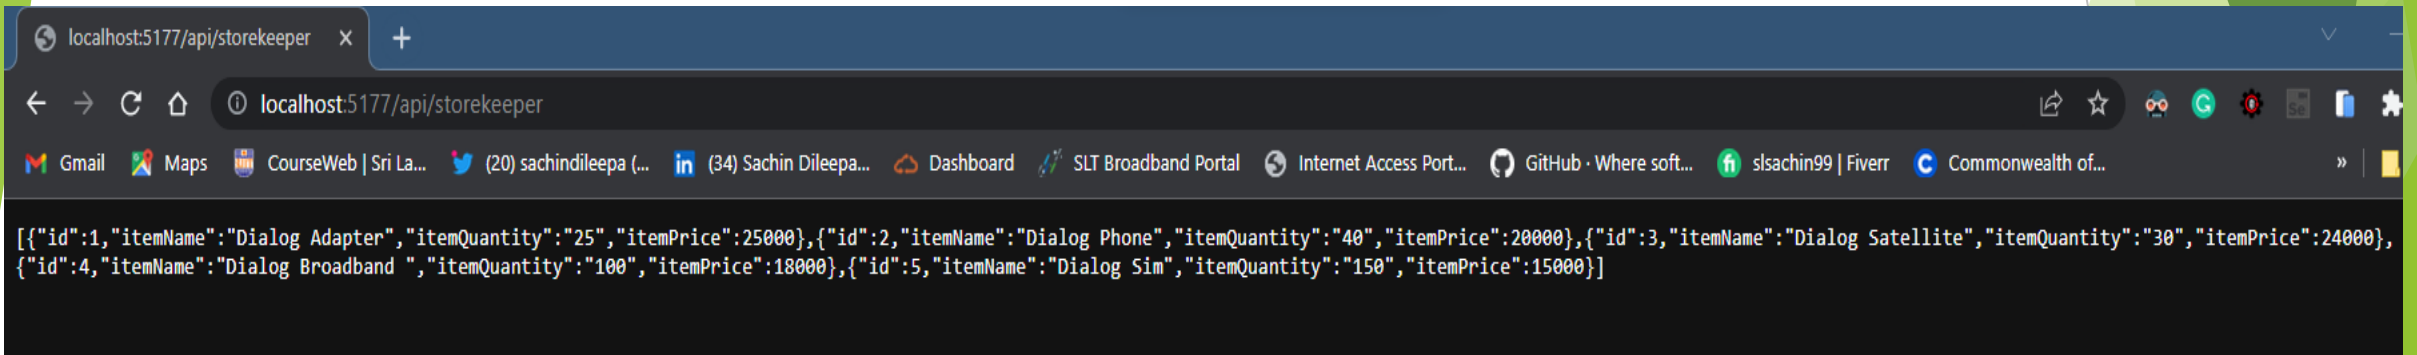 localhost:5177/api/storekeeper
localhost:5177/api/storekeeper
Gmail Maps CourseWeb | Sri La... (20) sachindileepa (... in (34) Sachin Dileepa... Dashboard SLT Broadband Portal Internet Access Port... GitHub · Where soft... fi slsachin99 | Fiverr C Commonwealth of... »
[{"id":1,"itemName":"Dialog Adapter","itemQuantity":"25","itemPrice":25000},{"id":2,"itemName":"Dialog Phone","itemQuantity":"40","itemPrice":20000},{"id":3,"itemName":"Dialog Satellite","itemQuantity":"30","itemPrice":24000},
{"id":4,"itemName":"Dialog Broadband ","itemQuantity":"100","itemPrice":18000},{"id":5,"itemName":"Dialog Sim","itemQuantity":"150","itemPrice":15000}]